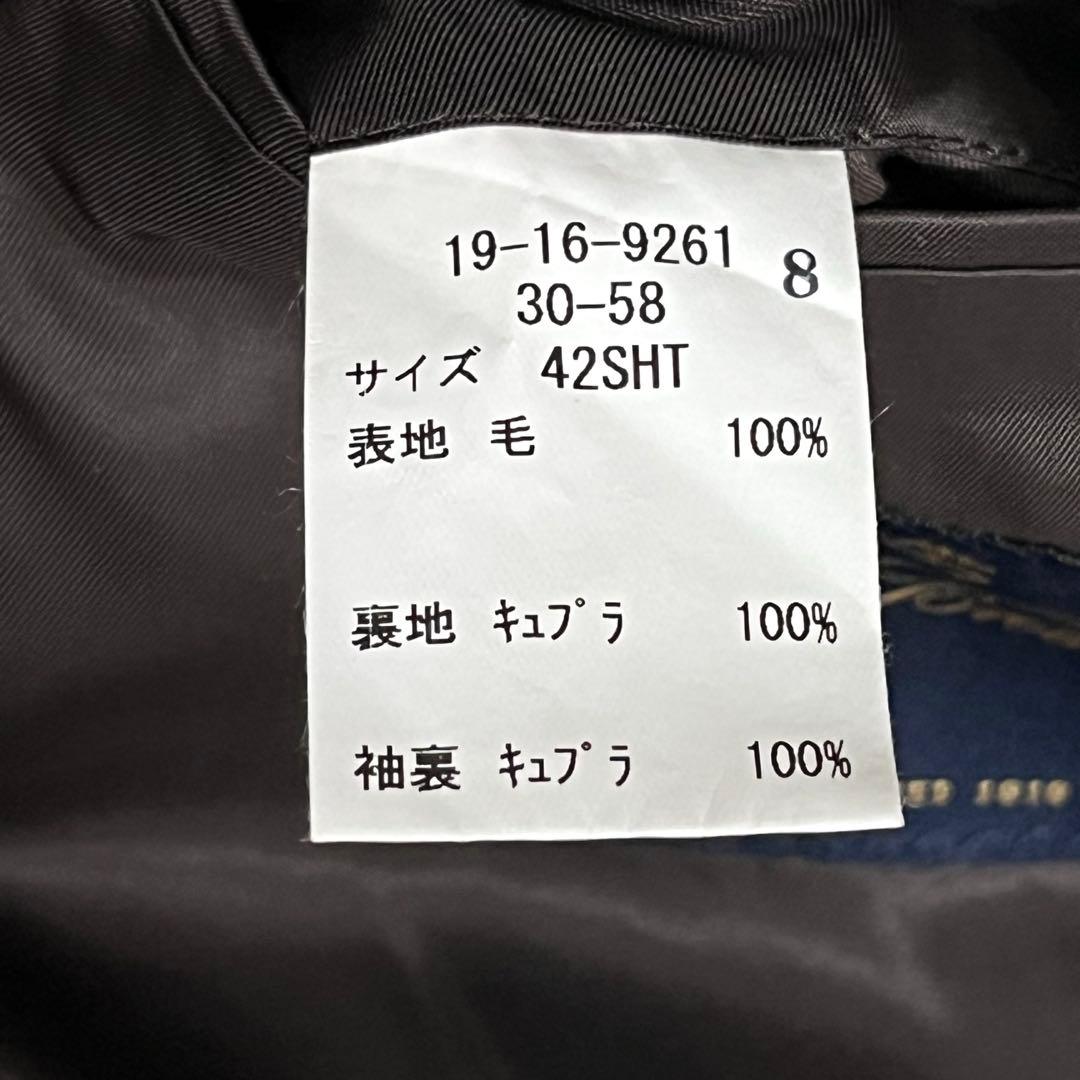 19-16-9261 8
30-58
サイズ 42SHT
表地 毛 100%
裏地 ｷｭﾌﾟﾗ 100%
袖裏 ｷｭﾌﾟﾗ 100%